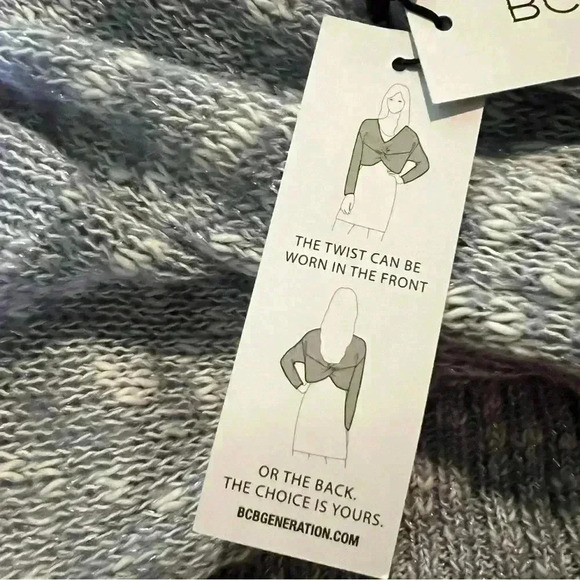 BC
THE TWIST CAN BE
WORN IN THE FRONT
OR THE BACK.
THE CHOICE IS YOURS.
BCBGENERATION.COM